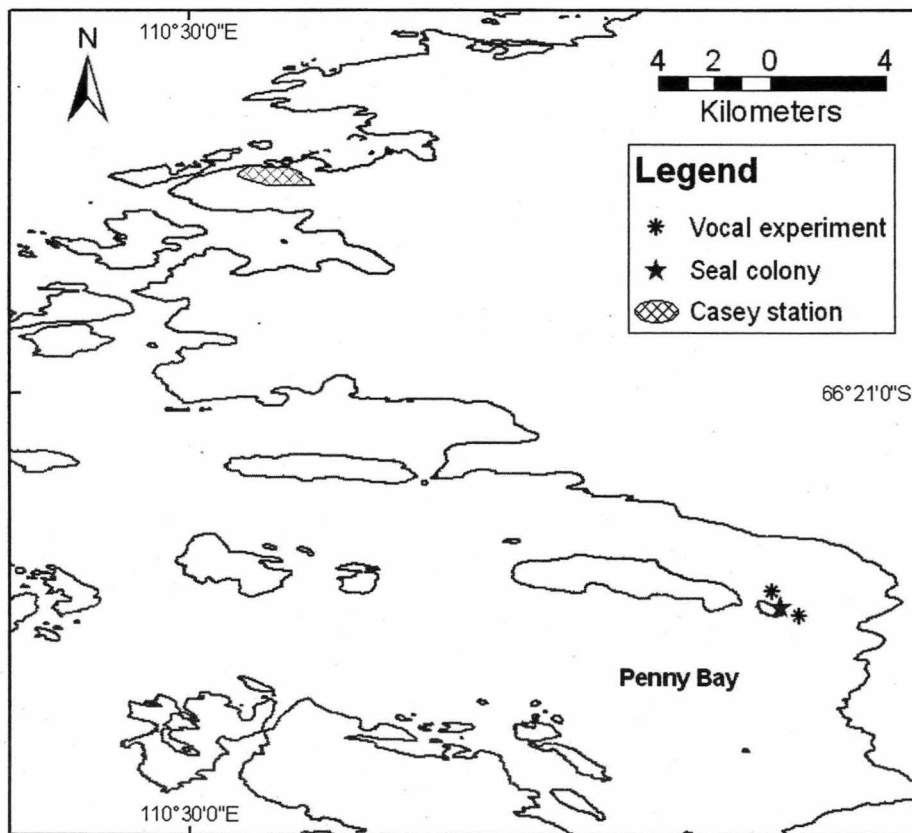 110°30'0"E
N
4 2 0 4
Kilometers
Legend
Vocal experiment
Seal colony
Casey station
66°21'0"S
Penny Bay
110°30'0"E